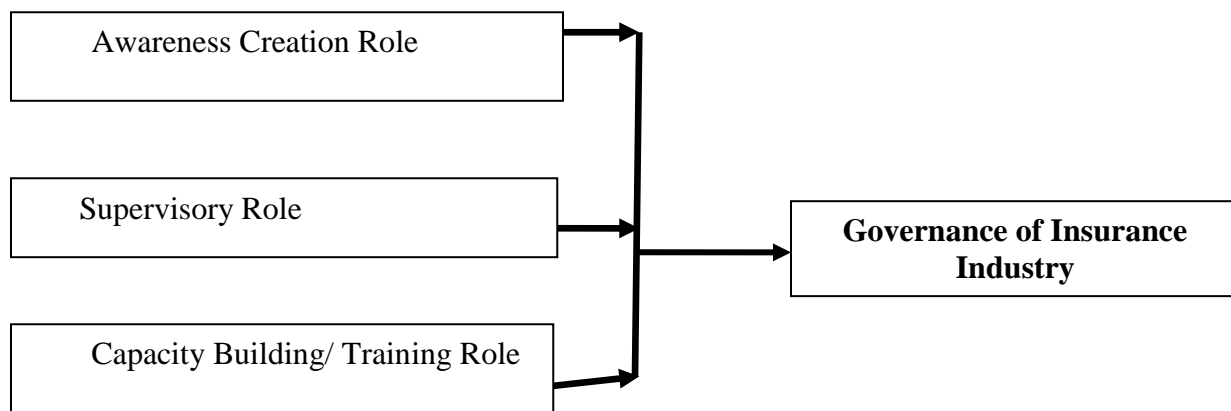 Awareness Creation Role
Supervisory Role
Capacity Building/ Training Role
Governance of Insurance
Industry